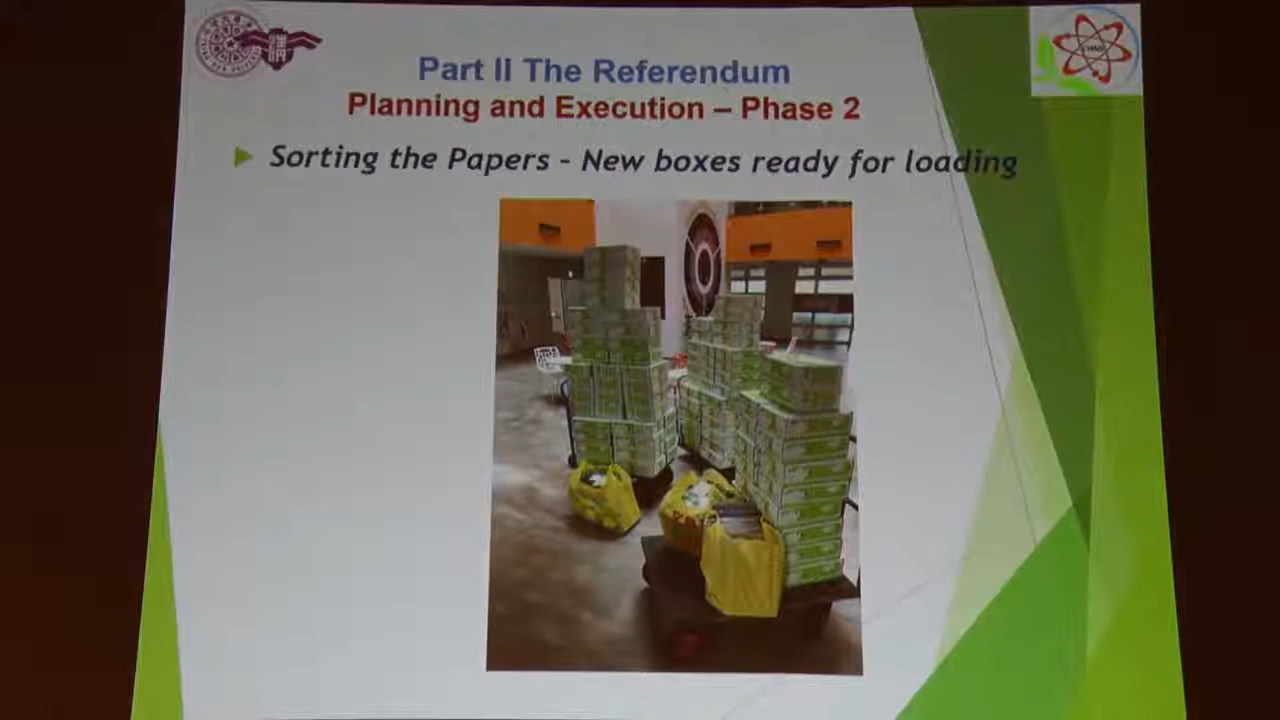 Part II The Referendum
Planning and Execution – Phase 2
Sorting the Papers - New boxes ready for loading